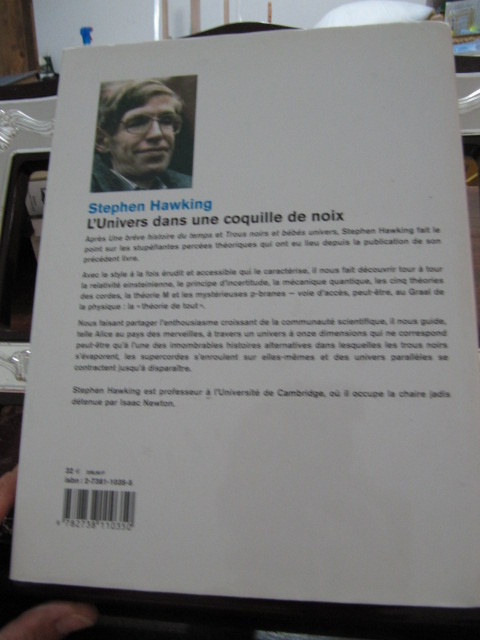 Stephen Hawking
L'Univers dans une coquille de noix
Après Une brève histoire du temps et Trous noirs et bébés univers, Stephen Hawking fait le
point sur les stupéfiantes percées théoriques qui ont eu lieu depuis la publication de son
précédent livre.
Avec le style à la fois érudit et accessible qui le caractérise, il nous fait découvrir tour à tour
la relativité einsteinienne, le principe d'incertitude, la mécanique quantique, les cinq théories
des cordes, la théorie M et les mystérieuses p-branes – voie d'accès, peut-être, au Graal de
la physique : la « théorie de tout ».
Nous faisant partager l'enthousiasme croissant de la communauté scientifique, il nous guide,
telle Alice au pays des merveilles, à travers un univers à onze dimensions qui ne correspond
peut-être qu'à l'une des innombrables histoires alternatives dans lesquelles les trous noirs
s'évaporent, les supercordes s'enroulent sur elles-mêmes et des univers parallèles se
contractent jusqu'à disparaître.
Stephen Hawking est professeur à l'Université de Cambridge, où il occupe la chaire jadis
détenue par Isaac Newton.
32 €
isbn : 2-7381-1035-
9 782738 110350